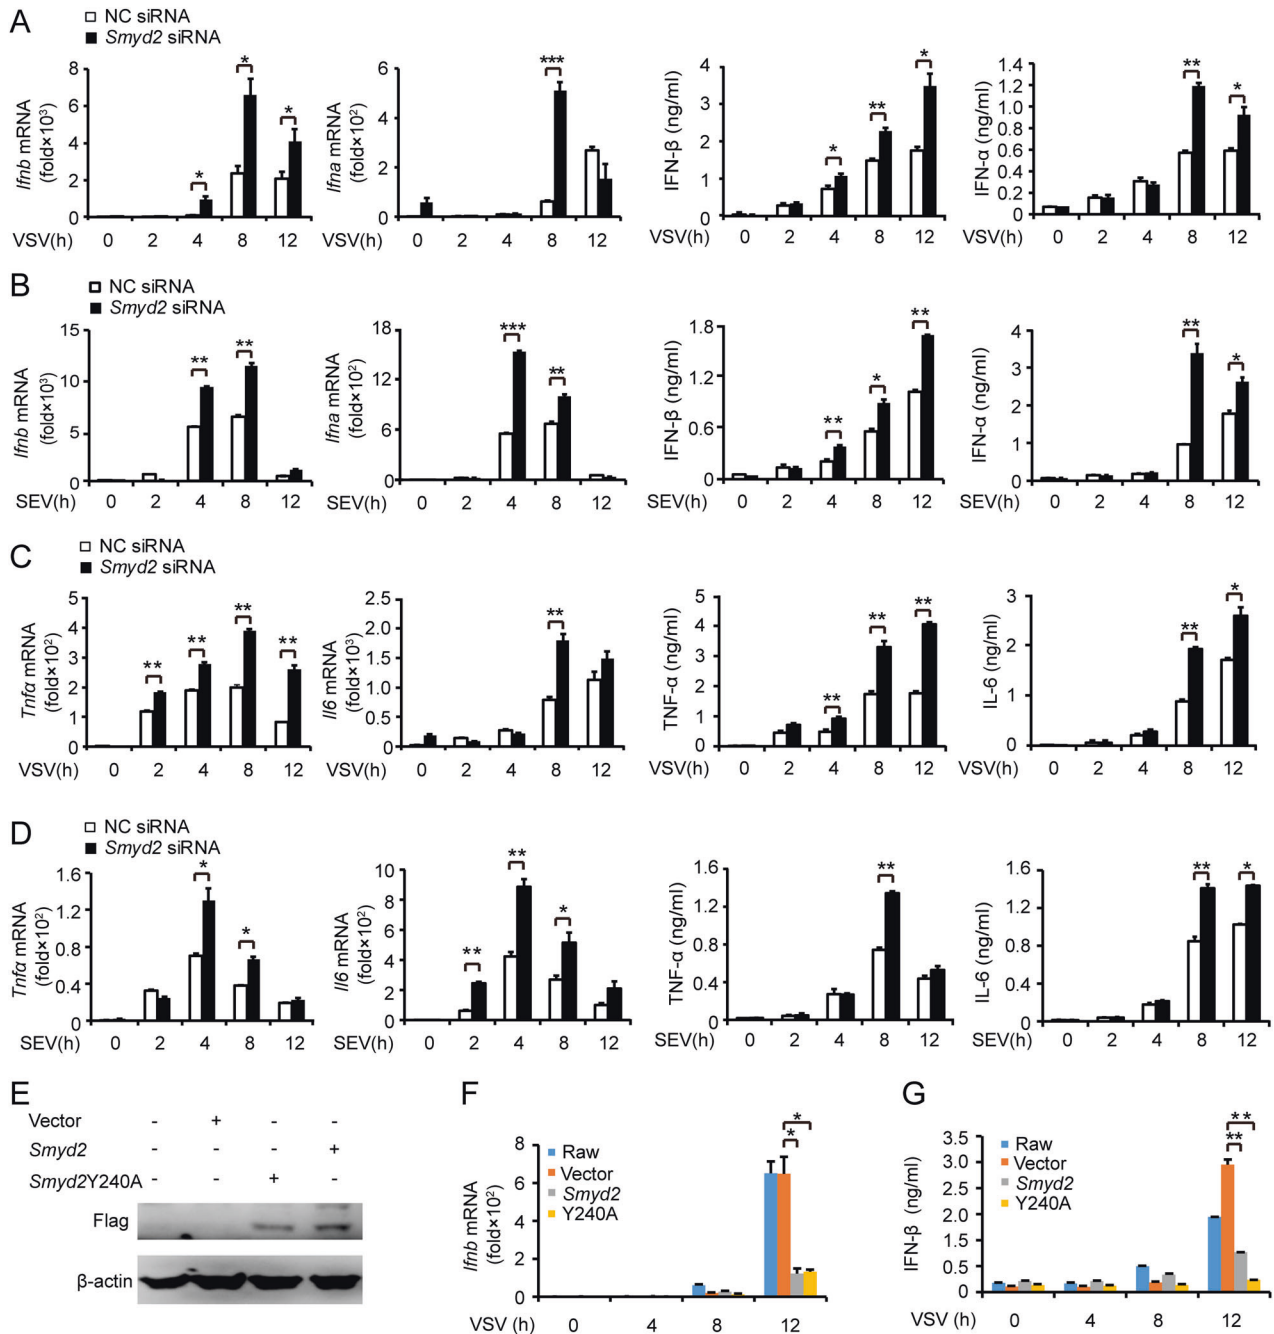 A
NC siRNA
Smyd2 siRNA
Ifnb mRNA
(fold×10³)
8
6
4
2
0
* * *
VSV(h) 0 2 4 8 12
Ifna mRNA
(fold×10²)
6
4
2
0
***
0 2 4 8 12
IFN-β (ng/ml)
4
3
2
1
0
* ** *
0 2 4 8 12
IFN-α (ng/ml)
1.4
1.2
1.0
0.8
0.6
0.4
0.2
0
** *
0 2 4 8 12
B
NC siRNA
Smyd2 siRNA
Ifnb mRNA
(fold×10³)
15
10
5
0
** **
SEV(h) 0 2 4 8 12
Ifna mRNA
(fold×10²)
18
12
6
0
*** **
SEV(h) 0 2 4 8 12
IFN-β (ng/ml)
1.8
1.2
0.6
0
** * **
SEV(h) 0 2 4 8 12
IFN-α (ng/ml)
4
3
2
1
0
** *
SEV(h) 0 2 4 8 12
C
NC siRNA
Smyd2 siRNA
Tnfα mRNA
(fold×10²)
5
4
3
2
1
0
** ** ** **
VSV(h) 0 2 4 8 12
Il6 mRNA
(fold×10³)
2.5
2.0
1.5
1.0
0.5
0
**
VSV(h) 0 2 4 8 12
TNF-α (ng/ml)
5
4
3
2
1
0
** ** **
VSV(h) 0 2 4 8 12
IL-6 (ng/ml)
3
2
1
0
** *
VSV(h) 0 2 4 8 12
D
NC siRNA
Smyd2 siRNA
Tnfα mRNA
(fold×10²)
1.6
1.2
0.8
0.4
0
* *
SEV(h) 0 2 4 8 12
Il6 mRNA
(fold×10²)
10
8
6
4
2
0
** ** *
SEV(h) 0 2 4 8 12
TNF-α (ng/ml)
1.6
1.2
0.8
0.4
0
**
SEV(h) 0 2 4 8 12
IL-6 (ng/ml)
1.6
1.2
0.8
0.4
0
** *
SEV(h) 0 2 4 8 12
E
Vector - + - -
Smyd2 - - - +
Smyd2Y240A - - + -
Flag
β-actin
F
Raw
Vector
Smyd2
Y240A
Ifnb mRNA
(fold×10²)
8
6
4
2
0
*
*
VSV (h) 0 4 8 12
G
Raw
Vector
Smyd2
Y240A
IFN-β (ng/ml)
3.5
3.0
2.5
2.0
1.5
1.0
0.5
0
**
**
VSV (h) 0 4 8 12